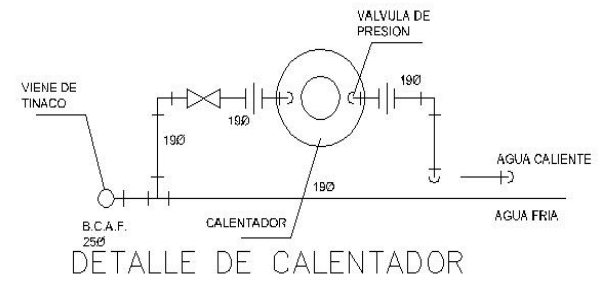 VALVULA DE
PRESION
VIENE DE
TINACO
19Ø
19Ø
19Ø
AGUA CALIENTE
19Ø
AGUA FRIA
CALENTADOR
B.C.A.F.
25Ø
DETALLE DE CALENTADOR